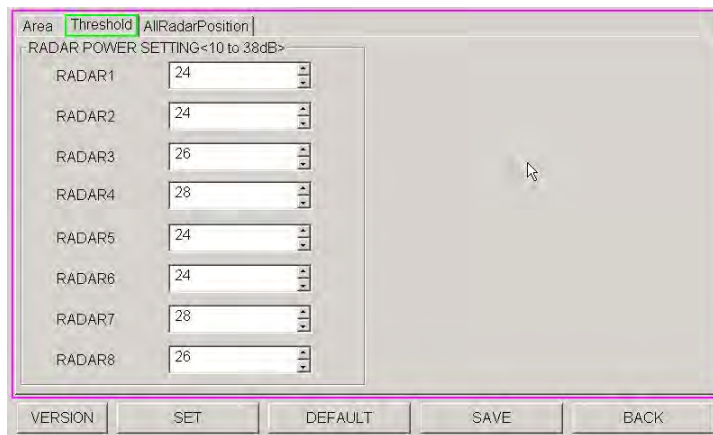 Area Threshold AllRadarPosition
RADAR POWER SETTING<10 to 38dB>
RADAR1 24
RADAR2 24
RADAR3 26
RADAR4 28
RADAR5 24
RADAR6 24
RADAR7 28
RADAR8 26
VERSION SET DEFAULT SAVE BACK